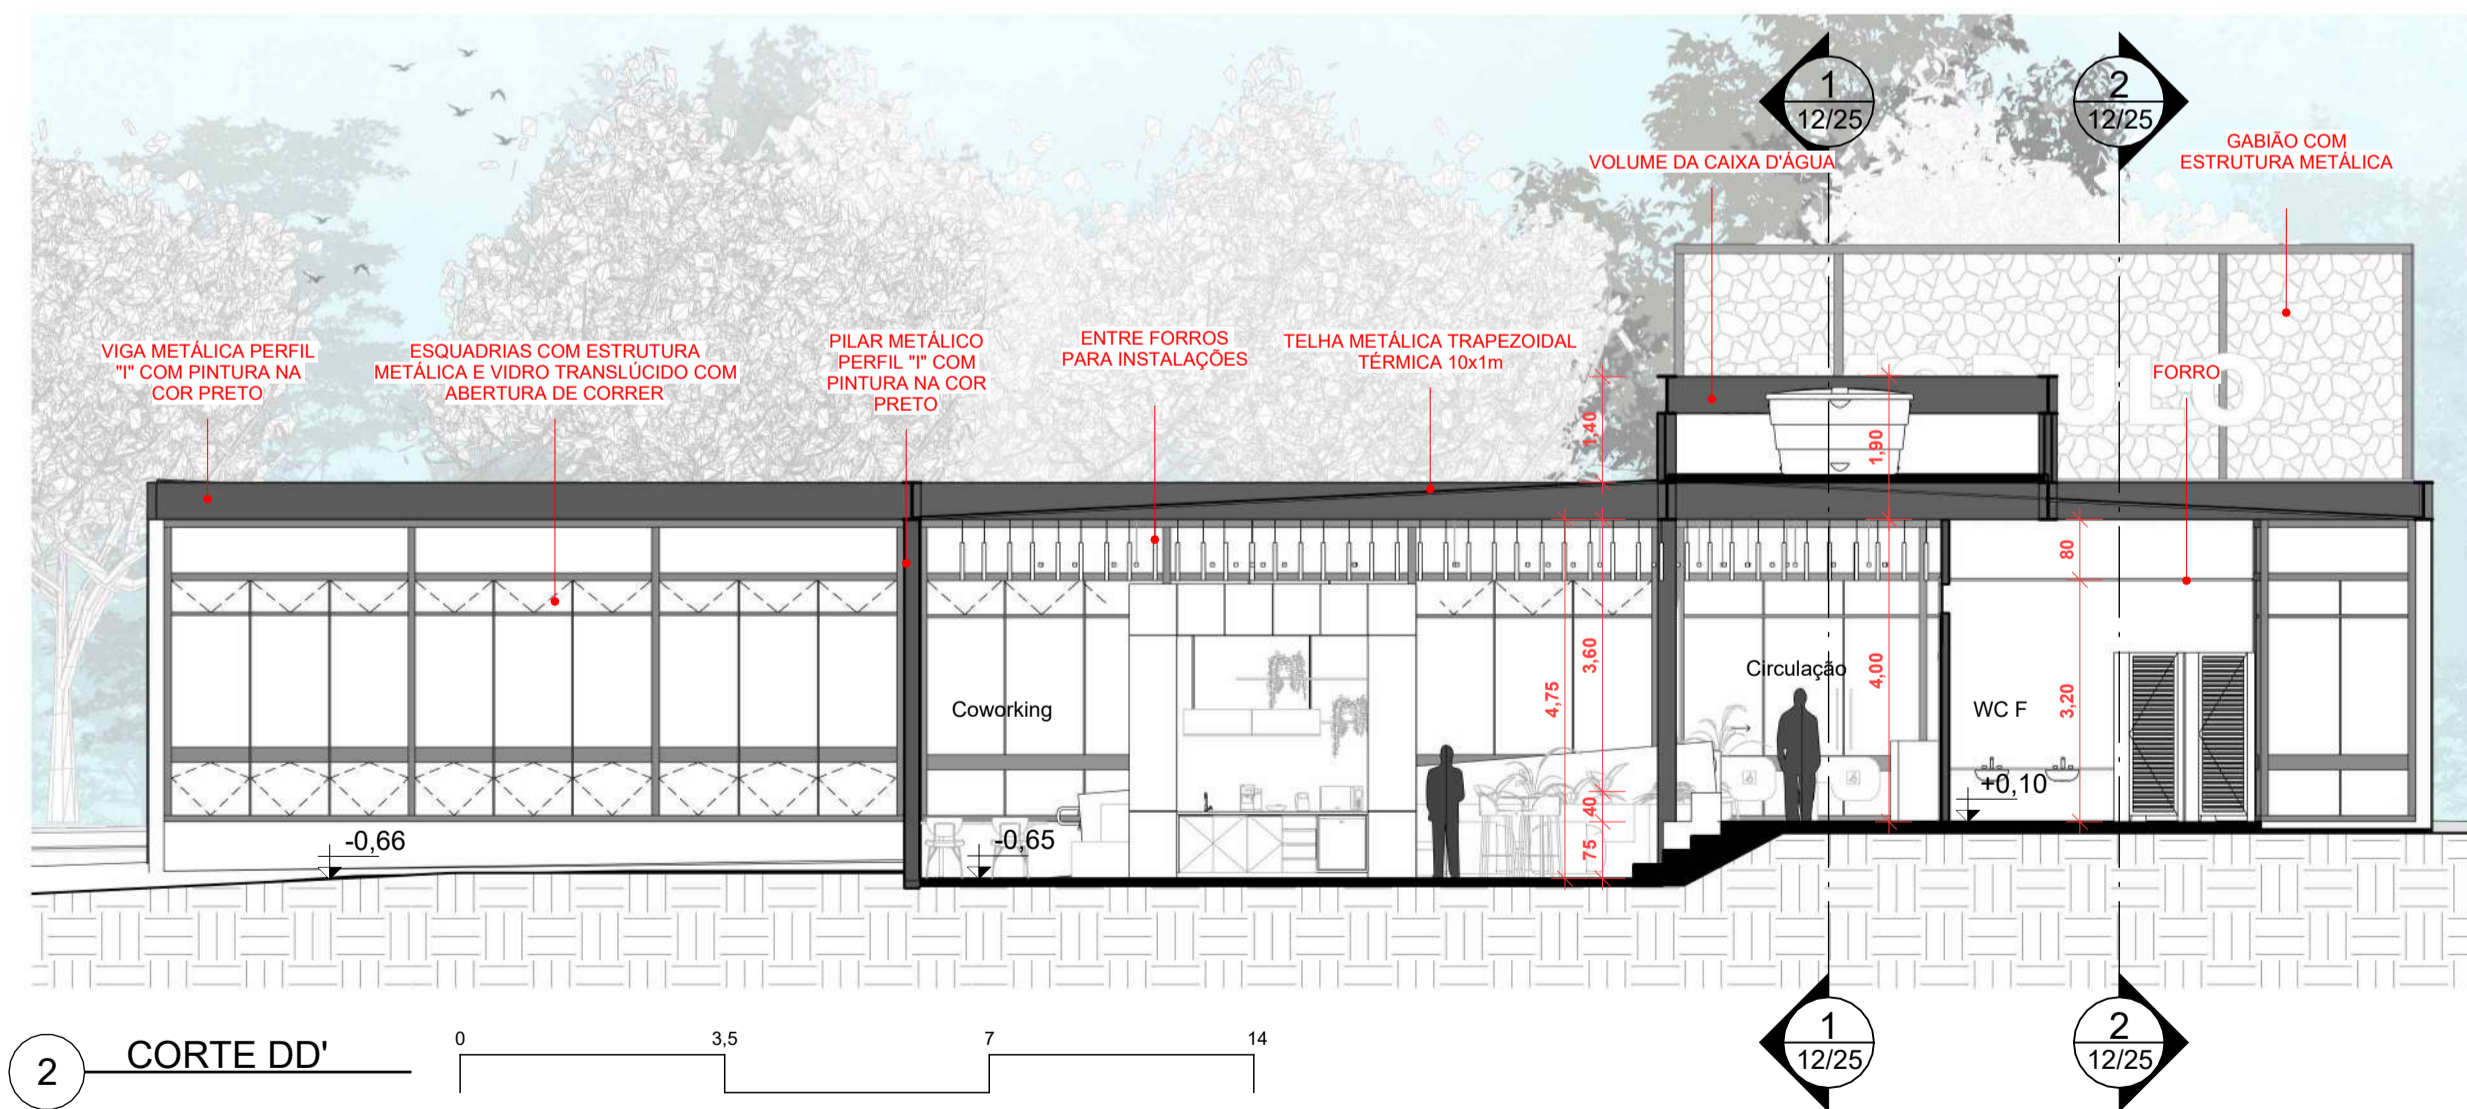 1
12/25
2
12/25
GABIÃO COM
ESTRUTURA METÁLICA
VOLUME DA CAIXA D'ÁGUA
VIGA METÁLICA PERFIL
"I" COM PINTURA NA
COR PRETO
ESQUADRIAS COM ESTRUTURA
METÁLICA E VIDRO TRANSLÚCIDO COM
ABERTURA DE CORRER
PILAR METÁLICO
PERFIL "I" COM
PINTURA NA COR
PRETO
ENTRE FORROS
PARA INSTALAÇÕES
TELHA METÁLICA TRAPEZOIDAL
TÉRMICA 10x1m
FORRO
ULO
1,40
1,90
80
3,60
4,75
4,00
3,20
40
75
Coworking
Circulação
WC F
+0,10
-0,66
-0,65
2
CORTE DD'
0
3,5
7
14
1
12/25
2
12/25